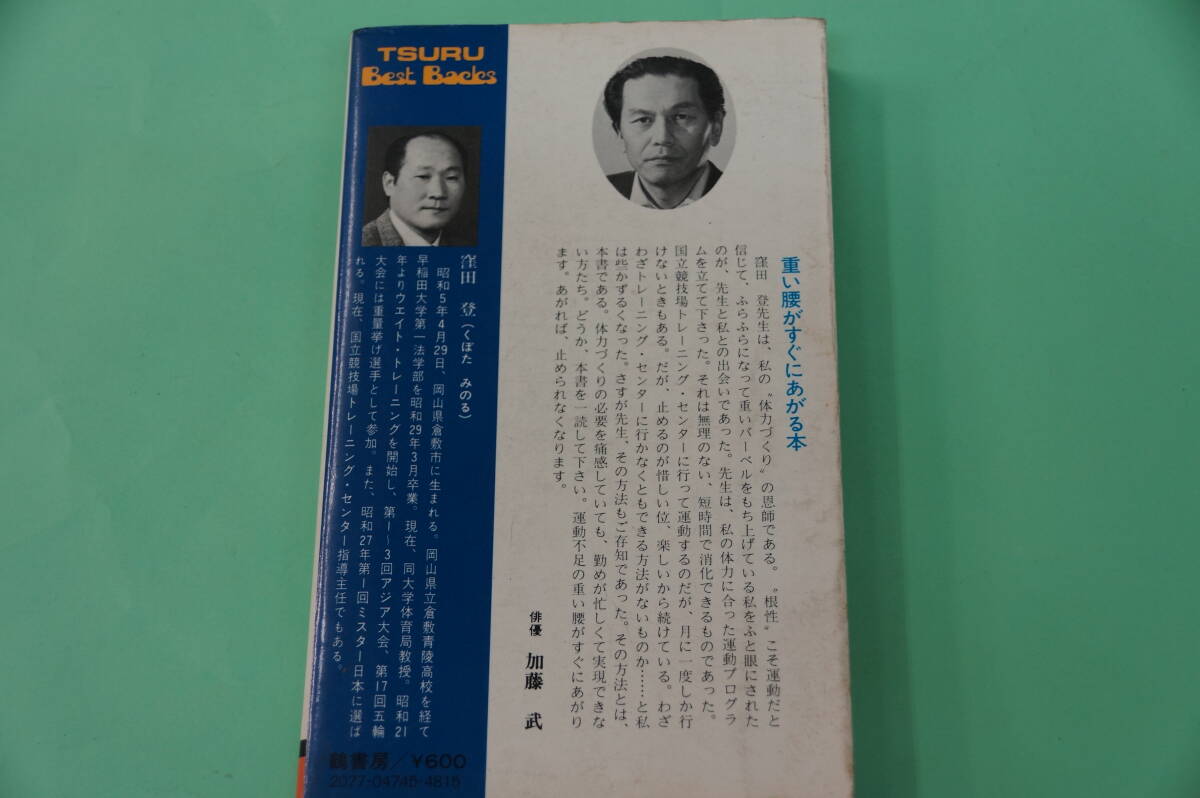 TSURU
Best Backs
重い腰がすぐにあがる本
窪田　登先生は、私の〝体力づくり〟の恩師である。〝根性〟こそ運動だと
信じて、ふらふらになって重いバーベルをもち上げている私をふと眼にされた
のが、先生と私との出会いであった。先生は、私の体力に合った運動プログラ
ムを立てて下さった。それは無理のない、短時間で消化できるものであった。
国立競技場トレーニング・センターに行って運動するのだが、月に一度しか行
けないときもある。だが、止めるのが惜しい位、楽しいから続けている。わざ
わざトレーニング・センターに行かなくともできる方法がないものか……と私
は些かずるくなった。さすが先生、その方法もご存知であった。その方法とは、
本書である。体力づくりの必要を痛感していても、勤めが忙しくて実現できな
い方たち。どうか、本書を一読して下さい。運動不足の重い腰がすぐにあがり
ます。あがれば、止められなくなります。
俳優　加藤　武
窪田　登（くぼた　みのる）
昭和5年4月29日、岡山県倉敷市に生まれる。岡山県立倉敷青陵高校を経て
早稲田大学第一法学部を昭和29年3月卒業。現在、同大学体育局教授。昭和21
年よりウエイト・トレーニングを開始し、第1～3回アジア大会、第17回五輪
大会には重量挙げ選手として参加。また、昭和27年第1回ミスター日本に選ば
れる。現在、国立競技場トレーニング・センター指導主任でもある。
鶴書房／￥600
2077-04745-4815